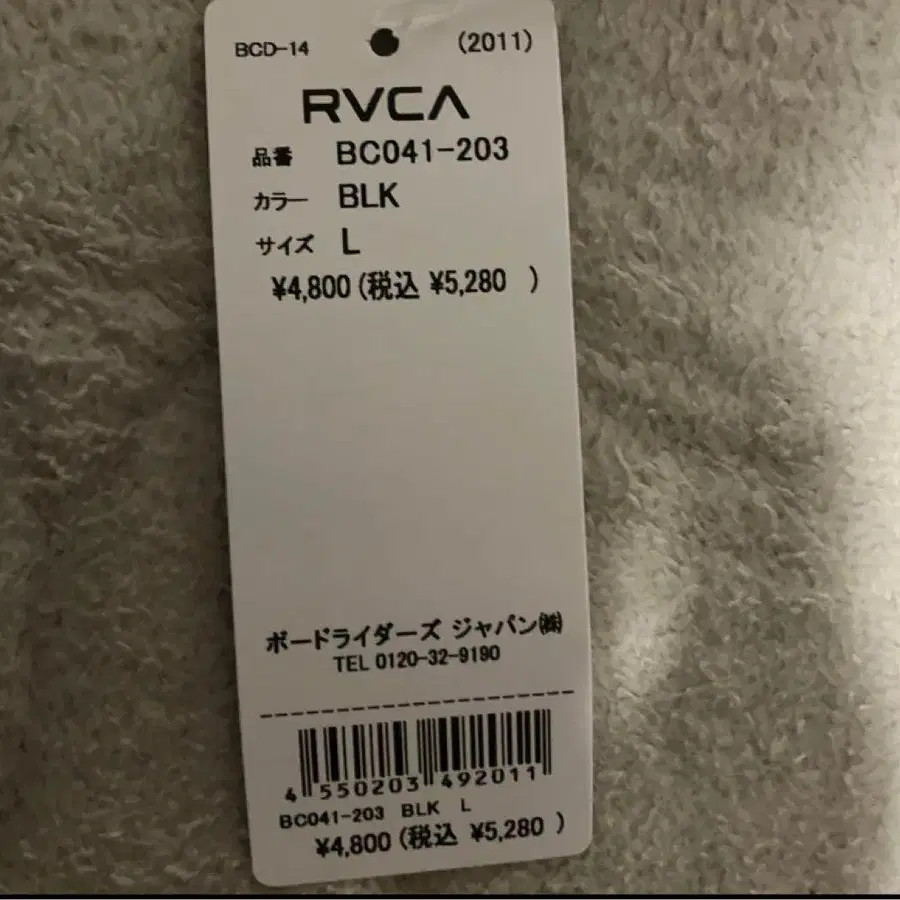 BCD-14 (2011)
RVCA
品番 BC041-203
カラー BLK
サイズ L
¥4,800 (税込 ¥5,280 )
ボードライダーズ ジャパン㈱
TEL 0120-32-9190
4 550203 492011
BC041-203 BLK L
¥4,800 (税込 ¥5,280 )